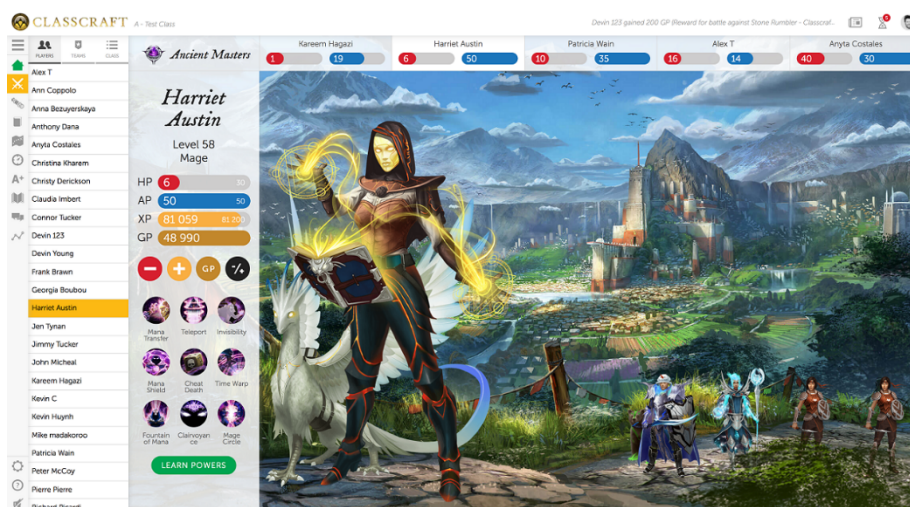 CLASSCRAFT
A - Test Class
Devin 123 gained 200 GP (Reward for battle against Stone Rumbler - Classcraf..
PLAYERS
TEAMS
CLASS
Alex T
Ann Coppolo
Anna Bezuyerskaya
Anthony Dana
Anyta Costales
Christina Kharem
Christy Derickson
Claudia Imbert
Connor Tucker
Devin 123
Devin Young
Frank Brawn
Georgia Boubou
Harriet Austin
Jen Tynan
Jimmy Tucker
John Micheal
Kareem Hagazi
Kevin C
Kevin Huynh
Mike madakoroo
Patricia Wain
Peter McCoy
Pierre Pierre
Richard Ricardi
A+
Ancient Masters
Harriet
Austin
Level 58
Mage
HP 6 30
AP 50 50
XP 81 059 81 200
GP 48 990
GP
Mana
Transfer
Teleport
Invisibility
Mana
Shield
Cheat
Death
Time Warp
Fountain
of Mana
Clairvoyan
ce
Mage
Circle
LEARN POWERS
Kareem Hagazi
1 19
Harriet Austin
6 50
Patricia Wain
10 35
Alex T
16 14
Anyta Costales
40 30